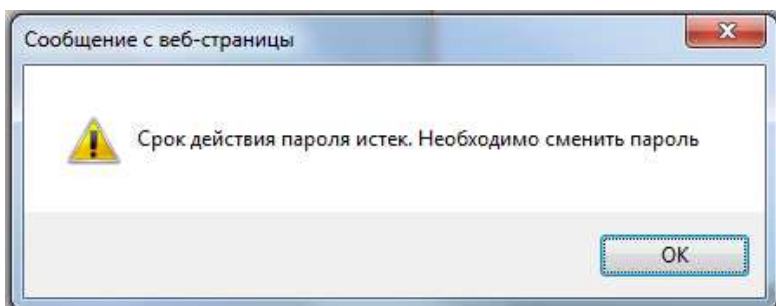 Сообщение с веб-страницы
Срок действия пароля истек. Необходимо сменить пароль
OK